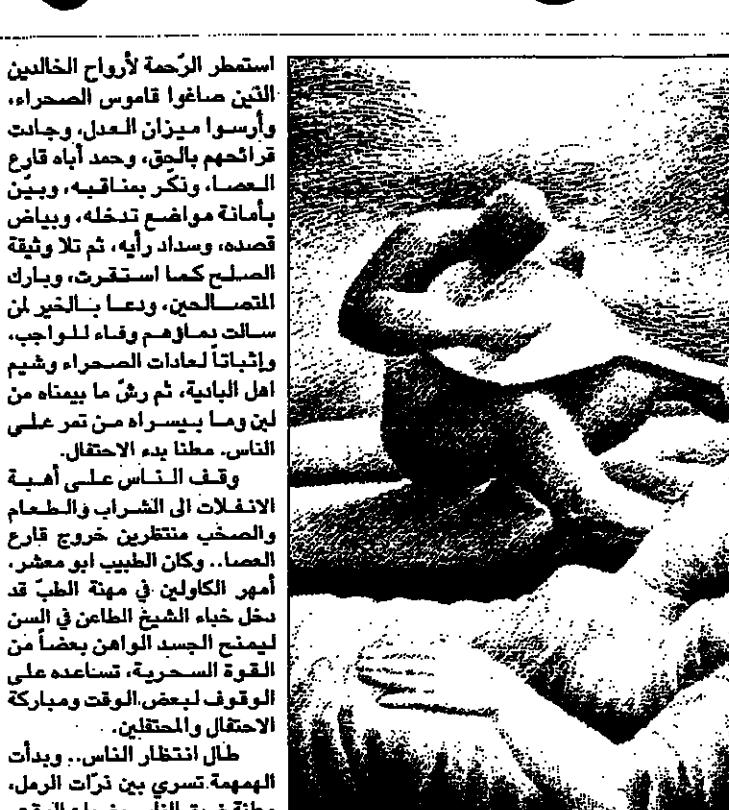 استمطر الرّحمة لأرواح الخالدين
الذين صاغوا قاموس الصحراء،
وأرسوا ميزان العدل، وجادت
قرائحهم بالحق، وحمد أباه قارع
العصا، وذكّر بمناقبه، وبيّن
بأمانة مواضع تدخله، وبياض
قصده، وسداد رأيه، ثم تلا وثيقة
الصلح كما استقرت، وبارك
المتصالحين، ودعا بالخير لمن
سالت دماؤهم وفاء للواجب،
وإثباتاً لعادات الصحراء وشيم
اهل البادية، ثم رشّ ما بيمناه من
لبن وما بيسراه من تمر على
الناس. معلنا بدء الاحتفال.
وقف الناس على أهبة
الانفلات الى الشراب والطعام
والصخب منتظرين خروج قارع
العصا.. وكان الطبيب ابو معشر،
أمهر الكاولين في مهنة الطبّ قد
دخل خباء الشيخ الطاعن في السن
ليمنح الجسد الواهن بعضاً من
القوة السحرية، تساعده على
الوقوف لبعض الوقت ومباركة
الاحتفال والمحتفلين.
طال انتظار الناس.. وبدأت
الهمهمة تسري بين ذرّات الرمل،